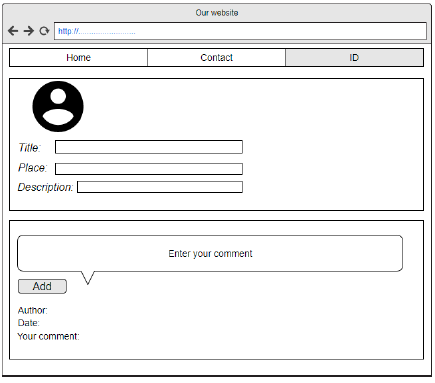 Our website
http://............................
Home Contact ID
Title:
Place:
Description:
Enter your comment
Add
Author:
Date:
Your comment: